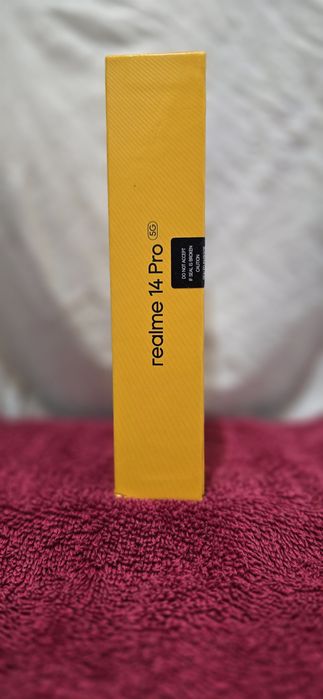 realme 14 Pro 5G
DO NOT ACCEPT
IF SEAL IS BROKEN
CAUTION